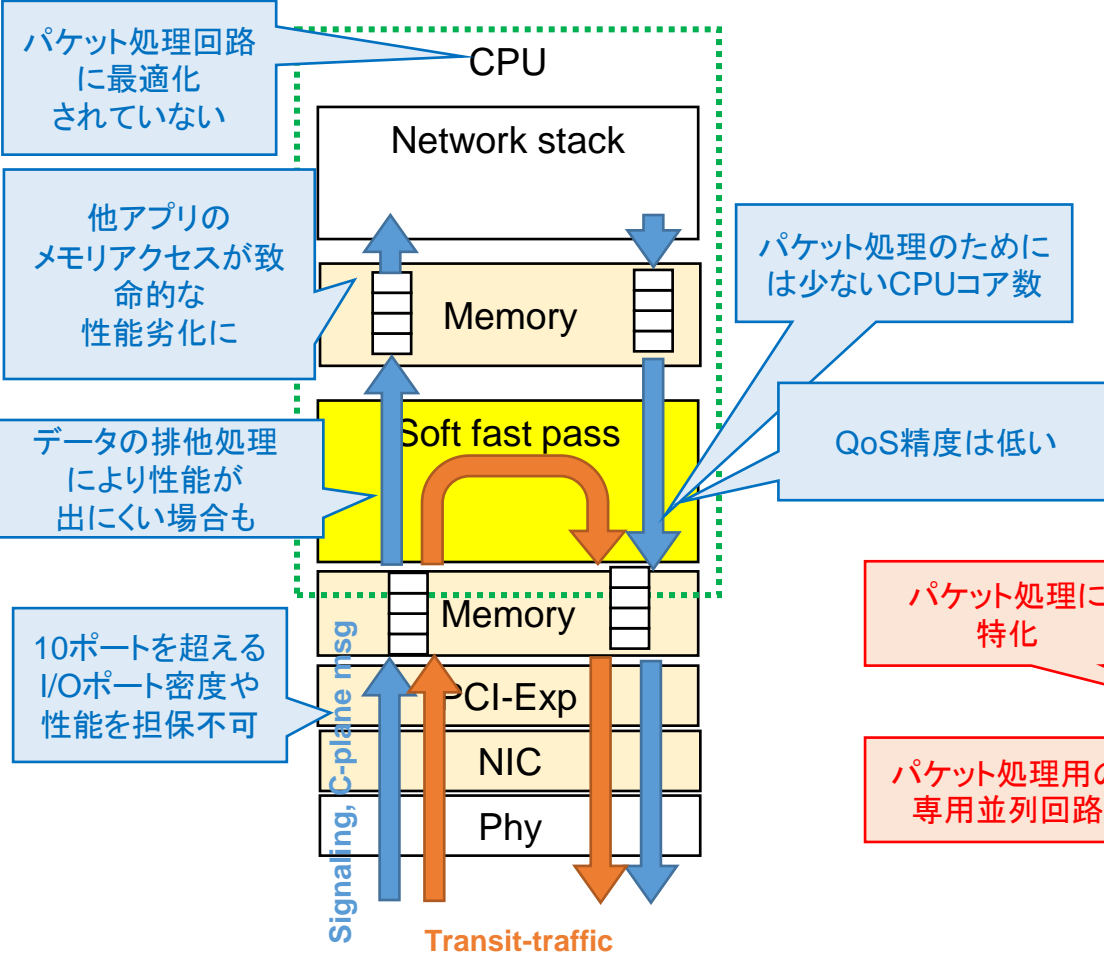 パケット処理回路
に最適化
されていない
CPU
Network stack
他アプリの
メモリアクセスが致
命的な
性能劣化に
パケット処理のために
は少ないCPUコア数
Memory
データの排他処理
により性能が
出にくい場合も
Soft fast pass
QoS精度は低い
10ポートを超える
I/Oポート密度や
性能を担保不可
Memory
パケット処理に
特化
PCI-Exp
NIC
パケット処理用の
専用並列回路
Phy
Signaling, C-plane msg
Transit-traffic